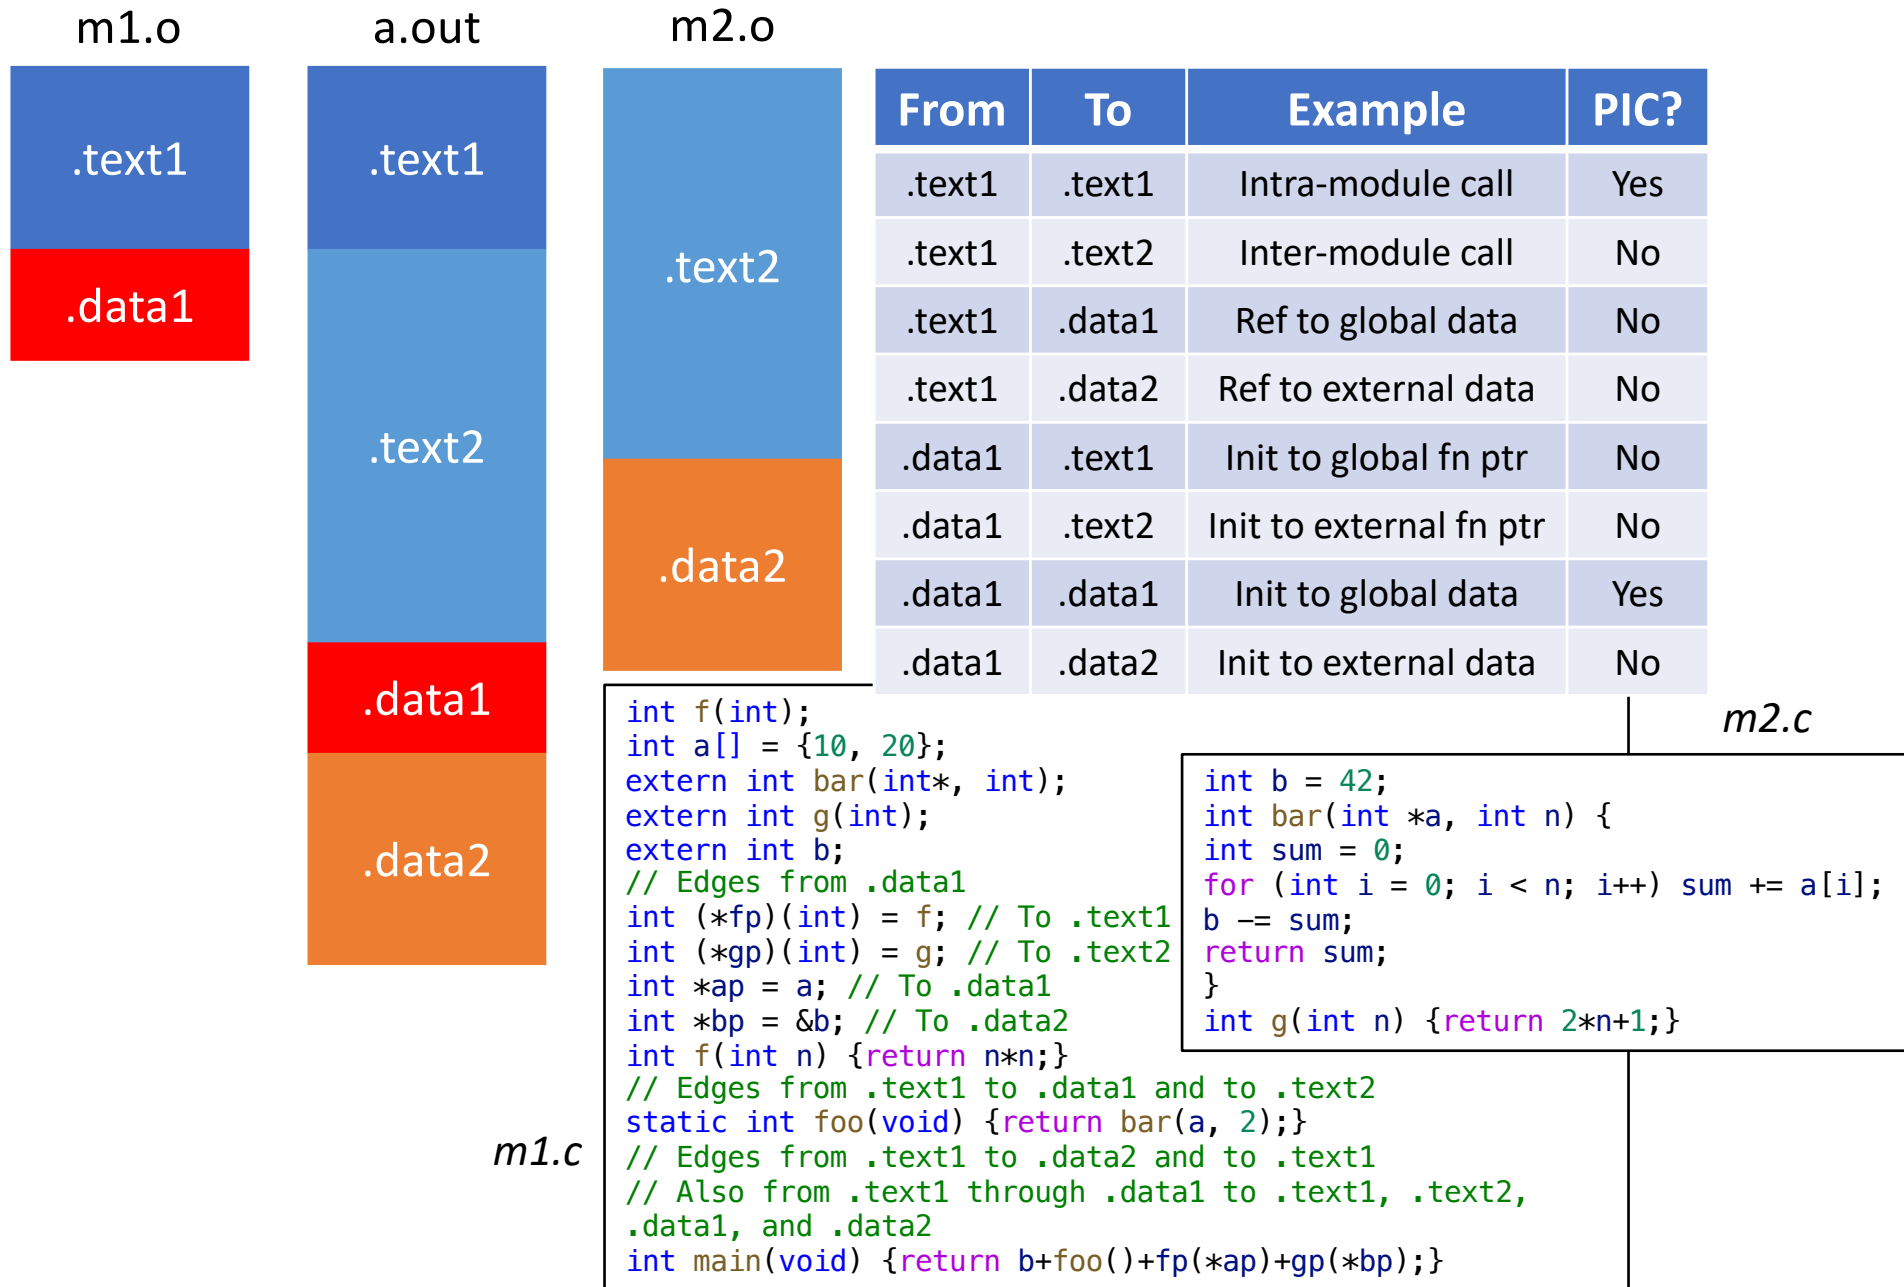 m1.o
a.out
m2.o
.text1
.data1
.text1
.text2
.data1
.data2
.text2
.data2
From To Example PIC?
.text1 .text1 Intra-module call Yes
.text1 .text2 Inter-module call No
.text1 .data1 Ref to global data No
.text1 .data2 Ref to external data No
.data1 .text1 Init to global fn ptr No
.data1 .text2 Init to external fn ptr No
.data1 .data1 Init to global data Yes
.data1 .data2 Init to external data No
m1.c
int f(int);
int a[] = {10, 20};
extern int bar(int*, int);
extern int g(int);
extern int b;
// Edges from .data1
int (*fp)(int) = f; // To .text1
int (*gp)(int) = g; // To .text2
int *ap = a; // To .data1
int *bp = &b; // To .data2
int f(int n) {return n*n;}
// Edges from .text1 to .data1 and to .text2
static int foo(void) {return bar(a, 2);}
// Edges from .text1 to .data2 and to .text1
// Also from .text1 through .data1 to .text1, .text2,
.data1, and .data2
int main(void) {return b+foo()+fp(*ap)+gp(*bp);}
m2.c
int b = 42;
int bar(int *a, int n) {
int sum = 0;
for (int i = 0; i < n; i++) sum += a[i];
b –= sum;
return sum;
}
int g(int n) {return 2*n+1;}